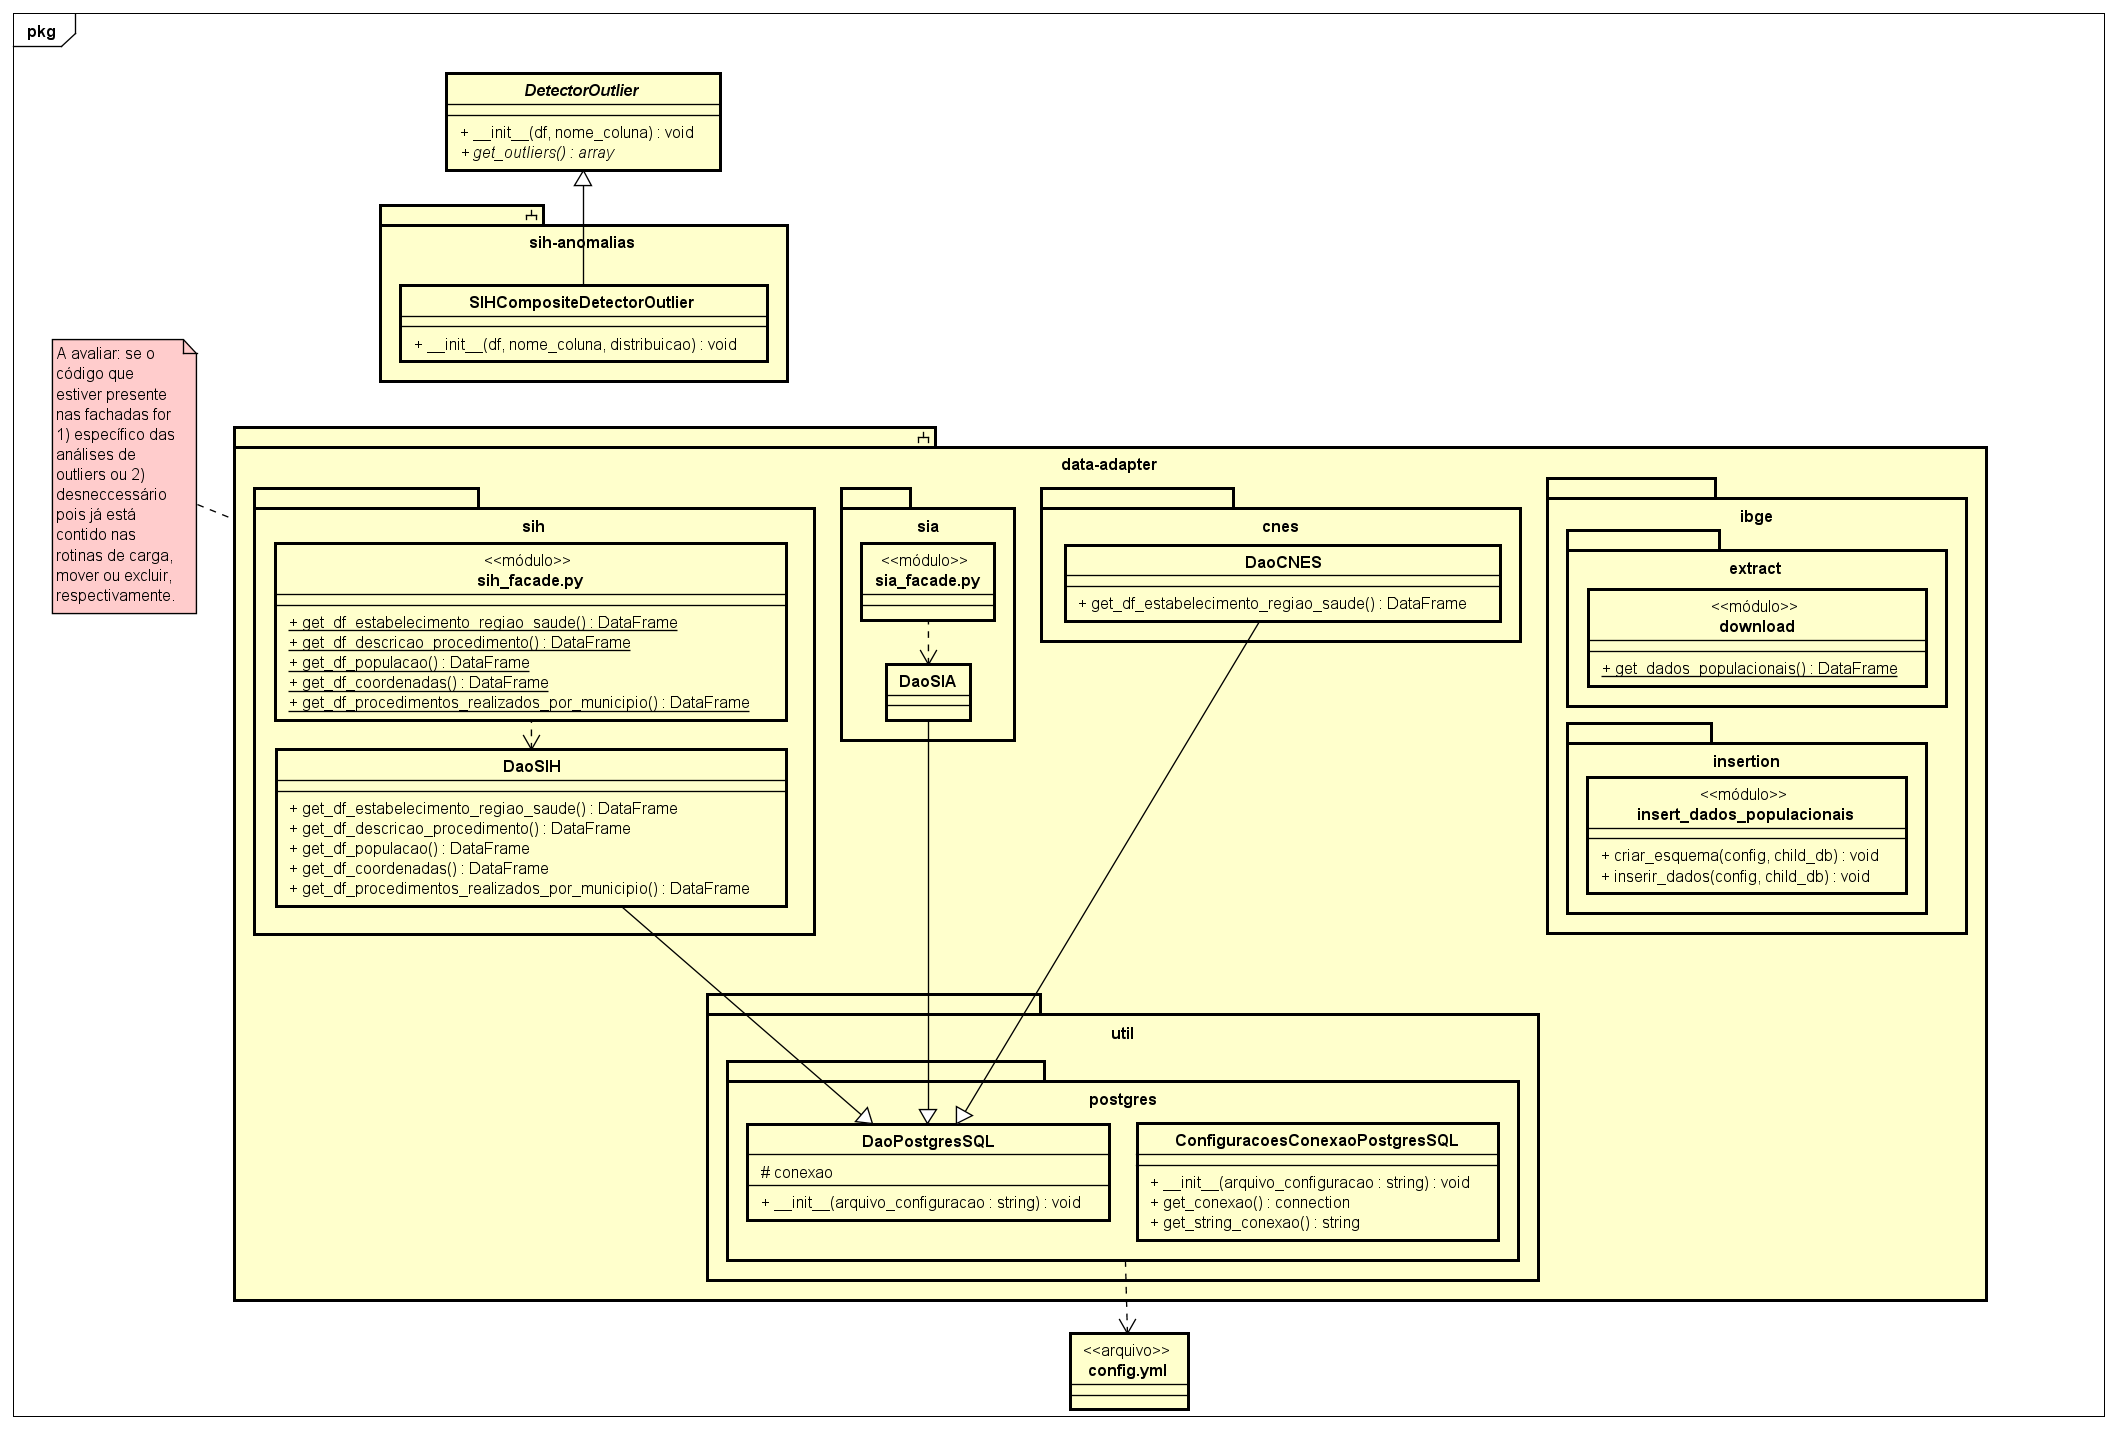 pkg
DetectorOutlier
+ __init__(df, nome_coluna) : void
+ get_outliers() : array
sih-anomalias
SIHCompositeDetectorOutlier
+ __init__(df, nome_coluna, distribuicao) : void
A avaliar: se o
código que
estiver presente
nas fachadas for
1) específico das
análises de
outliers ou 2)
desneccessário
pois já está
contido nas
rotinas de carga,
mover ou excluir,
respectivamente.
data-adapter
sih
<<módulo>>
sih_facade.py
+ get_df_estabelecimento_regiao_saude() : DataFrame
+ get_df_descricao_procedimento() : DataFrame
+ get_df_populacao() : DataFrame
+ get_df_coordenadas() : DataFrame
+ get_df_procedimentos_realizados_por_municipio() : DataFrame
DaoSIH
+ get_df_estabelecimento_regiao_saude() : DataFrame
+ get_df_descricao_procedimento() : DataFrame
+ get_df_populacao() : DataFrame
+ get_df_coordenadas() : DataFrame
+ get_df_procedimentos_realizados_por_municipio() : DataFrame
sia
<<módulo>>
sia_facade.py
DaoSIA
cnes
DaoCNES
+ get_df_estabelecimento_regiao_saude() : DataFrame
ibge
extract
<<módulo>>
download
+ get_dados_populacionais() : DataFrame
insertion
<<módulo>>
insert_dados_populacionais
+ criar_esquema(config, child_db) : void
+ inserir_dados(config, child_db) : void
util
postgres
DaoPostgresSQL
# conexao
+ __init__(arquivo_configuracao : string) : void
ConfiguracoesConexaoPostgresSQL
+ __init__(arquivo_configuracao : string) : void
+ get_conexao() : connection
+ get_string_conexao() : string
<<arquivo>>
config.yml